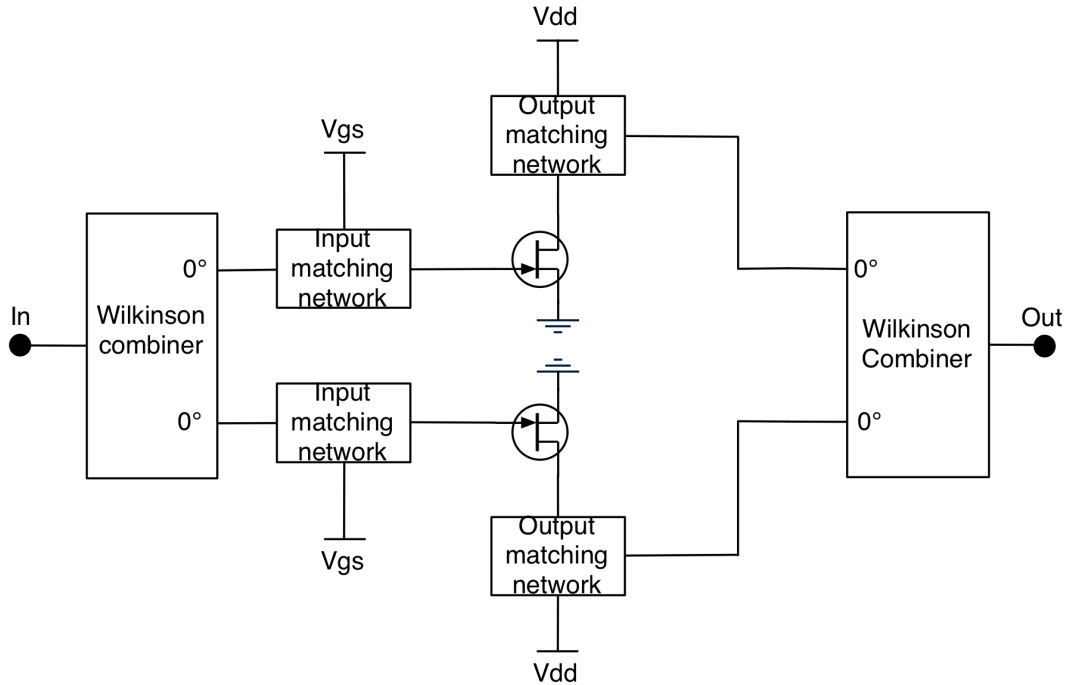 Vdd
Output
matching
network
Vgs
Input
matching
network
0°
0°
In
Wilkinson
combiner
Out
Wilkinson
Combiner
0°
0°
Input
matching
network
Vgs
Output
matching
network
Vdd